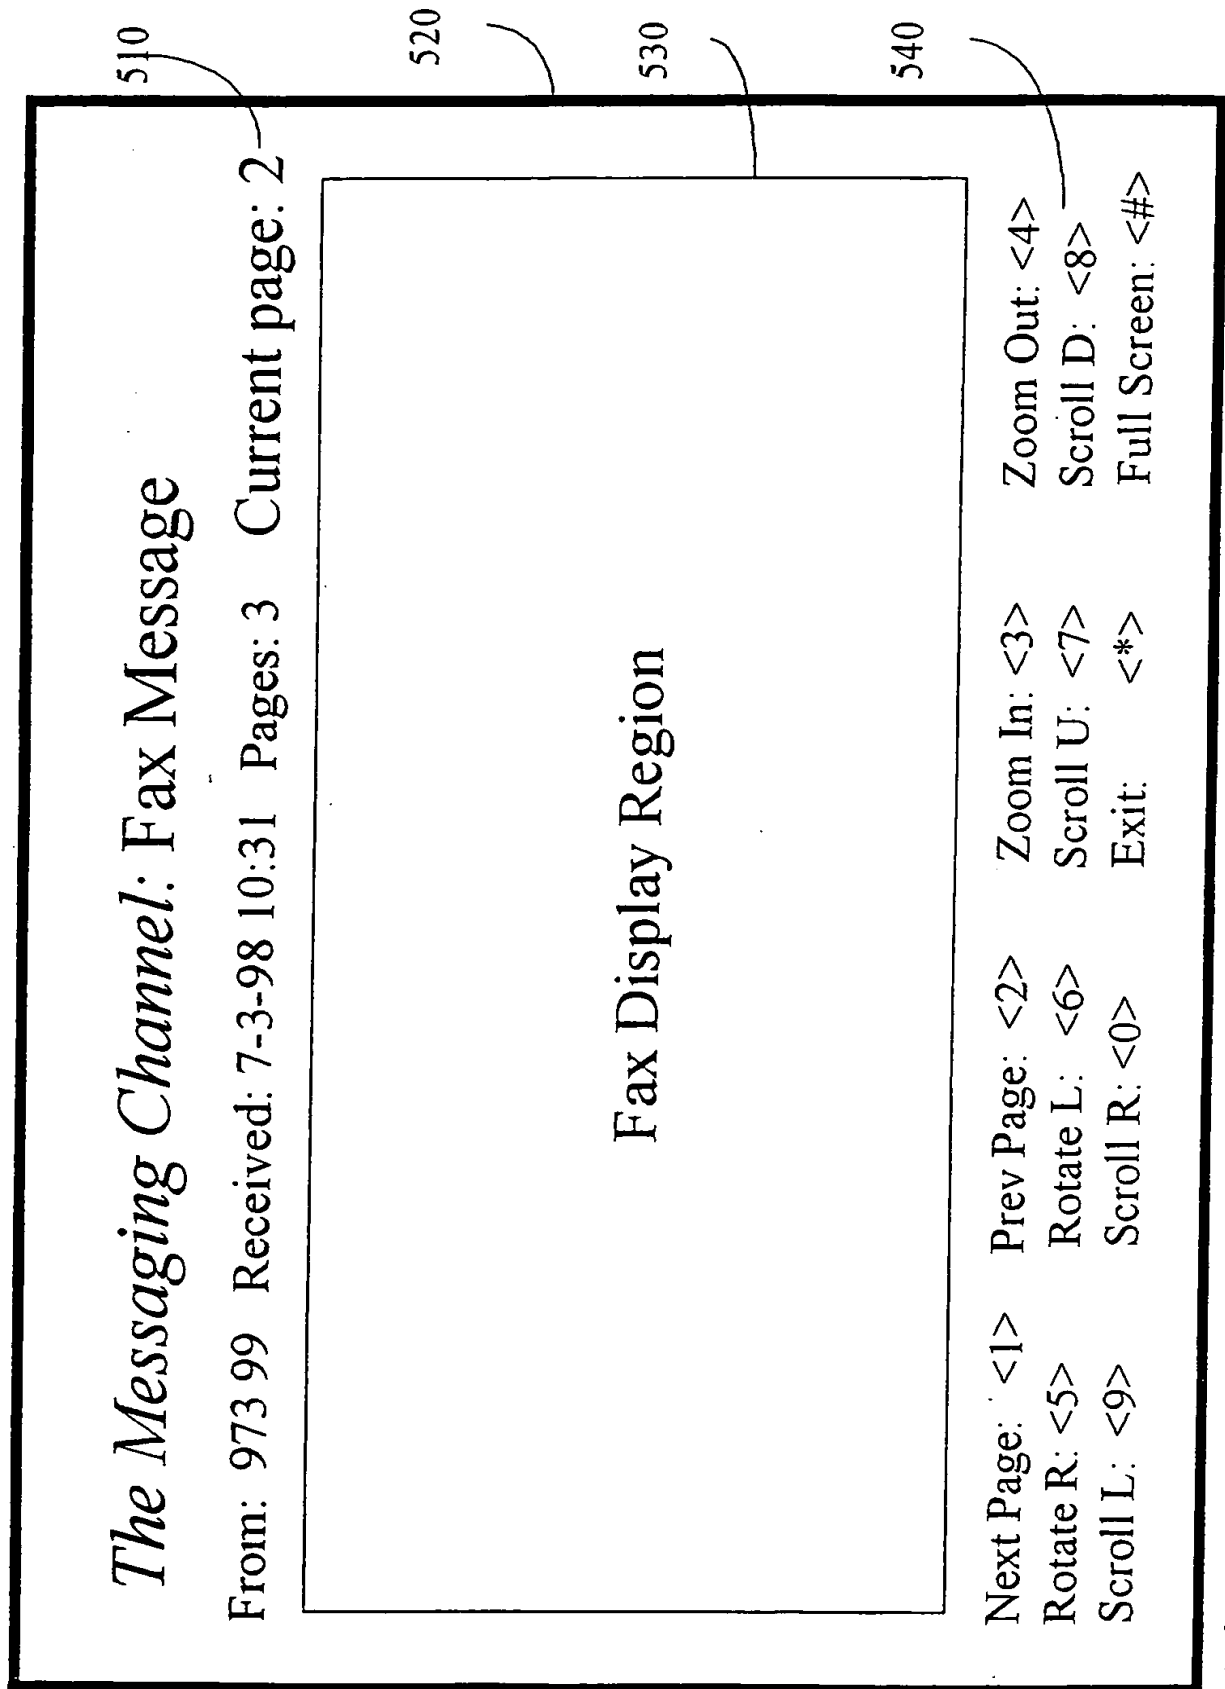 The Messaging Channel: Fax Message
From: 973 99 Received: 7-3-98 10:31 Pages: 3 Current page: 2
Fax Display Region
Next Page: <1> Prev Page: <2> Zoom In: <3> Zoom Out: <4>
Rotate R: <5> Rotate L: <6> Scroll U: <7> Scroll D: <8>
Scroll L: <9> Scroll R: <0> Exit: <*> Full Screen: <#>
510
520
530
540